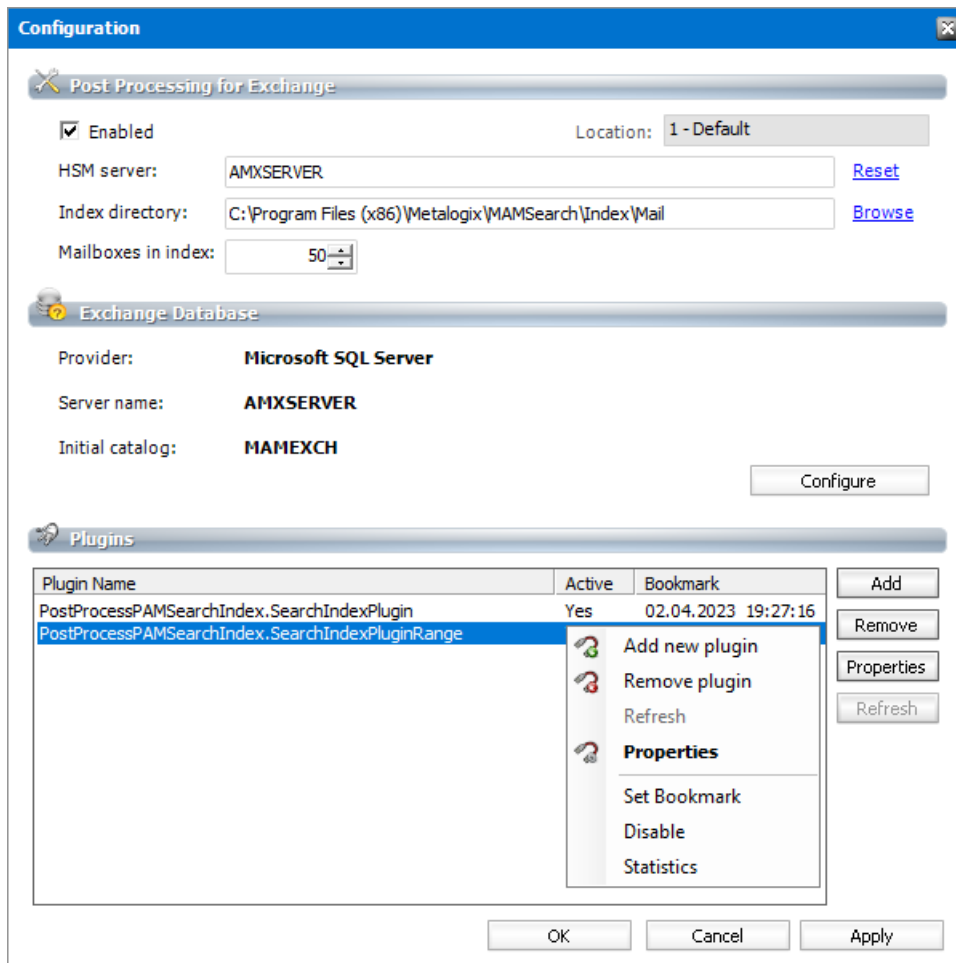 Configuration
Post Processing for Exchange
Enabled
Location: 1 - Default
HSM server: AMXSERVER Reset
Index directory: C:\Program Files (x86)\Metalogix\MAMSearch\Index\Mail Browse
Mailboxes in index: 50
Exchange Database
Provider: Microsoft SQL Server
Server name: AMXSERVER
Initial catalog: MAMEXCH
Configure
Plugins
Plugin Name Active Bookmark Add
PostProcessPAMSearchIndex.SearchIndexPlugin Yes 02.04.2023 19:27:16
PostProcessPAMSearchIndex.SearchIndexPluginRange Remove
Add new plugin
Properties
Remove plugin
Refresh
Refresh
Properties
Set Bookmark
Disable
Statistics
OK Cancel Apply